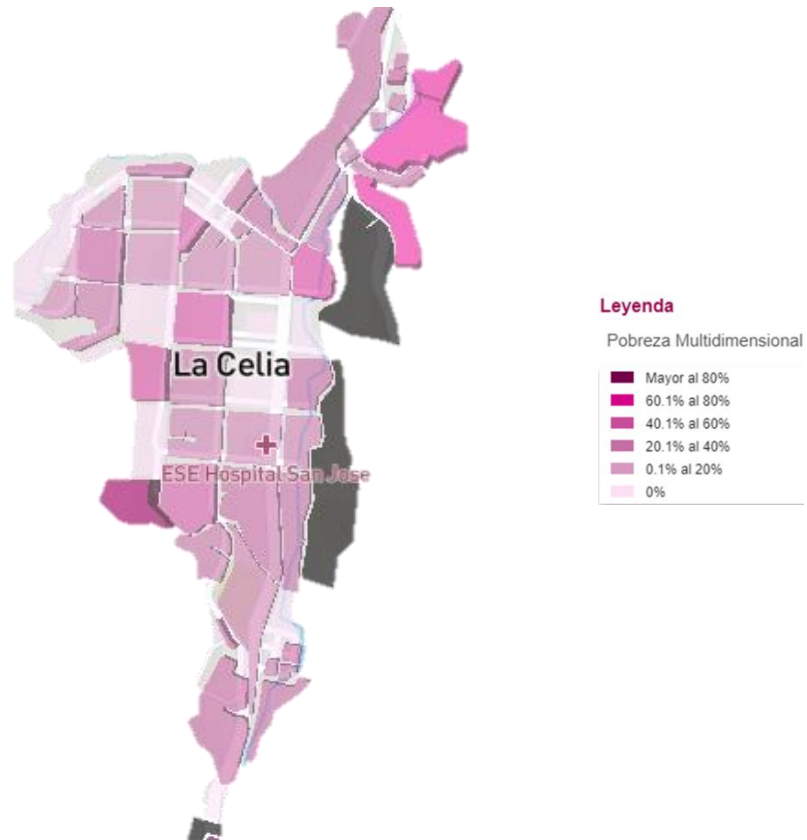 Leyenda
Pobreza Multidimensional
Mayor al 80%
60.1% al 80%
40.1% al 60%
20.1% al 40%
0.1% al 20%
0%
La Celia
ESE Hospital San Jose